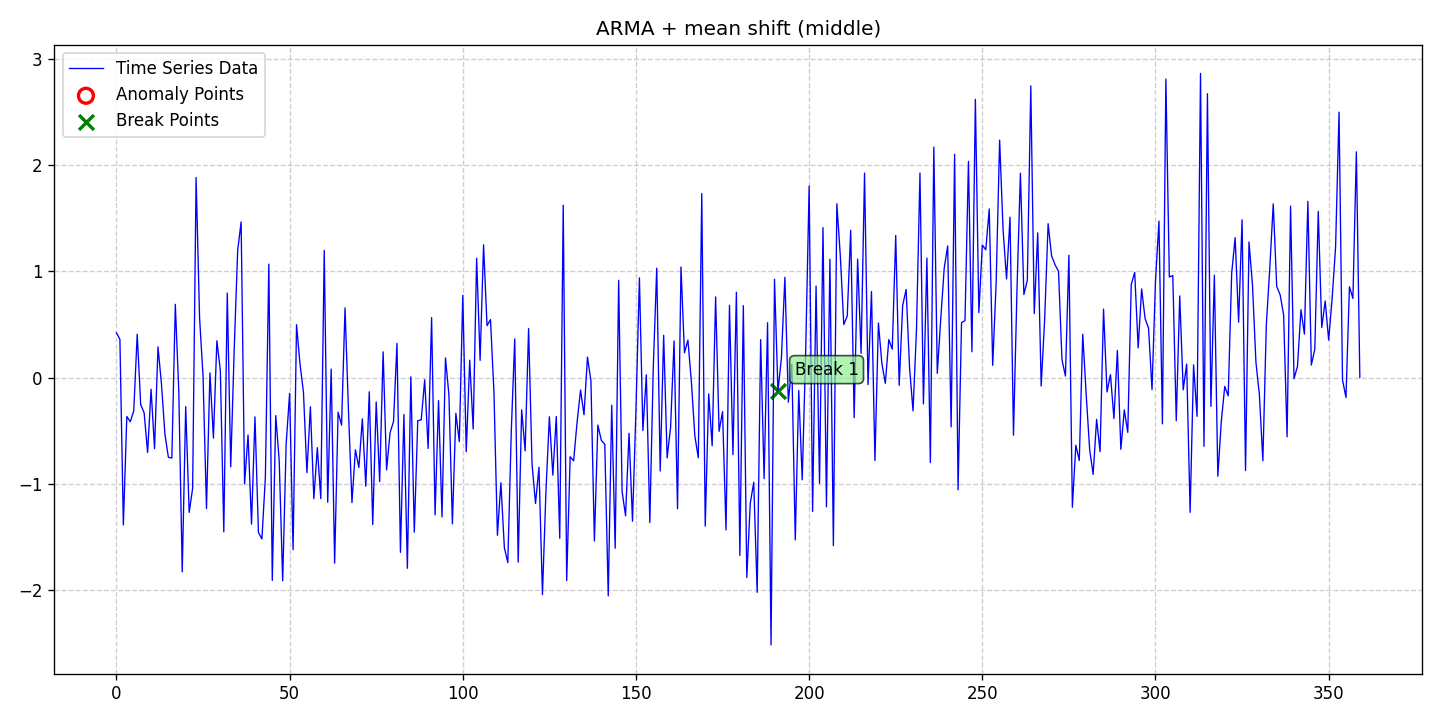 ARMA + mean shift (middle)
Time Series Data
Anomaly Points
Break Points
3
2
1
0
−1
−2
Break 1
0 50 100 150 200 250 300 350